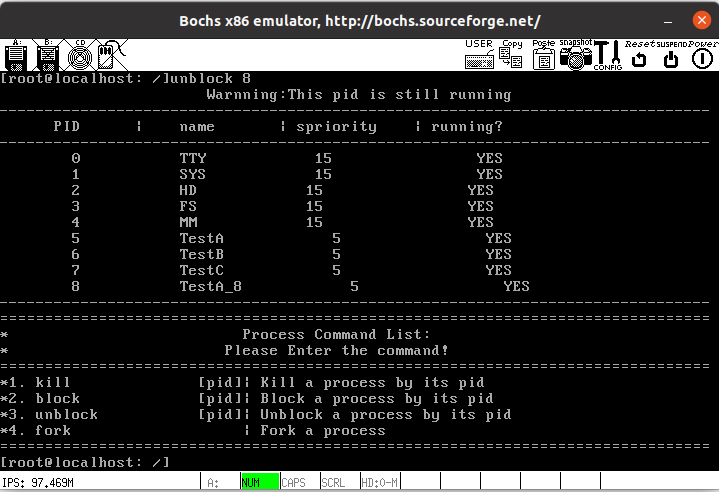 Bochs x86 emulator, http://bochs.sourceforge.net/
A: B: CD USER Copy Paste snapshot CONFIG Reset SUSPEND Power
[root@localhost: /]unblock 8
Warnning:This pid is still running
--------------------------------------------------------------------------------
PID | name | spriority | running?
--------------------------------------------------------------------------------
0 TTY 15 YES
1 SYS 15 YES
2 HD 15 YES
3 FS 15 YES
4 MM 15 YES
5 TestA 5 YES
6 TestB 5 YES
7 TestC 5 YES
8 TestA_8 5 YES
--------------------------------------------------------------------------------
================================================================================
* Process Command List:
* Please Enter the command!
================================================================================
*1. kill [pid]| Kill a process by its pid
*2. block [pid]| Block a process by its pid
*3. unblock [pid]| Unblock a process by its pid
*4. fork | Fork a process
================================================================================
[root@localhost: /]
IPS: 97.469M A: NUM CAPS SCRL HD:0-M